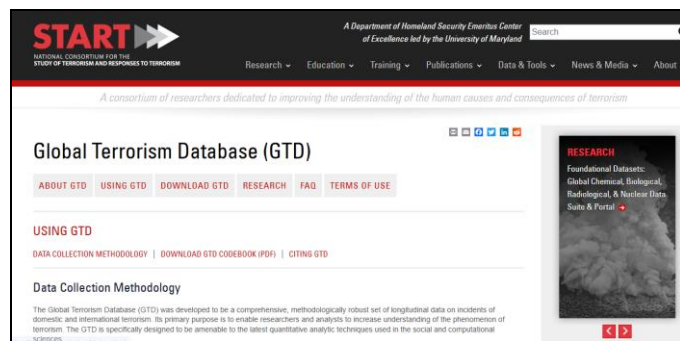 START
NATIONAL CONSORTIUM FOR THE
STUDY OF TERRORISM AND RESPONSES TO TERRORISM
A Department of Homeland Security Emeritus Center
of Excellence led by the University of Maryland
Search
Research Education Training Publications Data & Tools News & Media About
A consortium of researchers dedicated to improving the understanding of the human causes and consequences of terrorism
Global Terrorism Database (GTD)
ABOUT GTD USING GTD DOWNLOAD GTD RESEARCH FAQ TERMS OF USE
USING GTD
DATA COLLECTION METHODOLOGY | DOWNLOAD GTD CODEBOOK (PDF) | CITING GTD
Data Collection Methodology
The Global Terrorism Database (GTD) was developed to be a comprehensive, methodologically robust set of longitudinal data on incidents of
domestic and international terrorism. Its primary purpose is to enable researchers and analysts to increase understanding of the phenomenon of
terrorism. The GTD is specifically designed to be amenable to the latest quantitative analytic techniques used in the social and computational
sciences.
RESEARCH
Foundational Datasets:
Global Chemical, Biological,
Radiological, & Nuclear Data
Suite & Portal